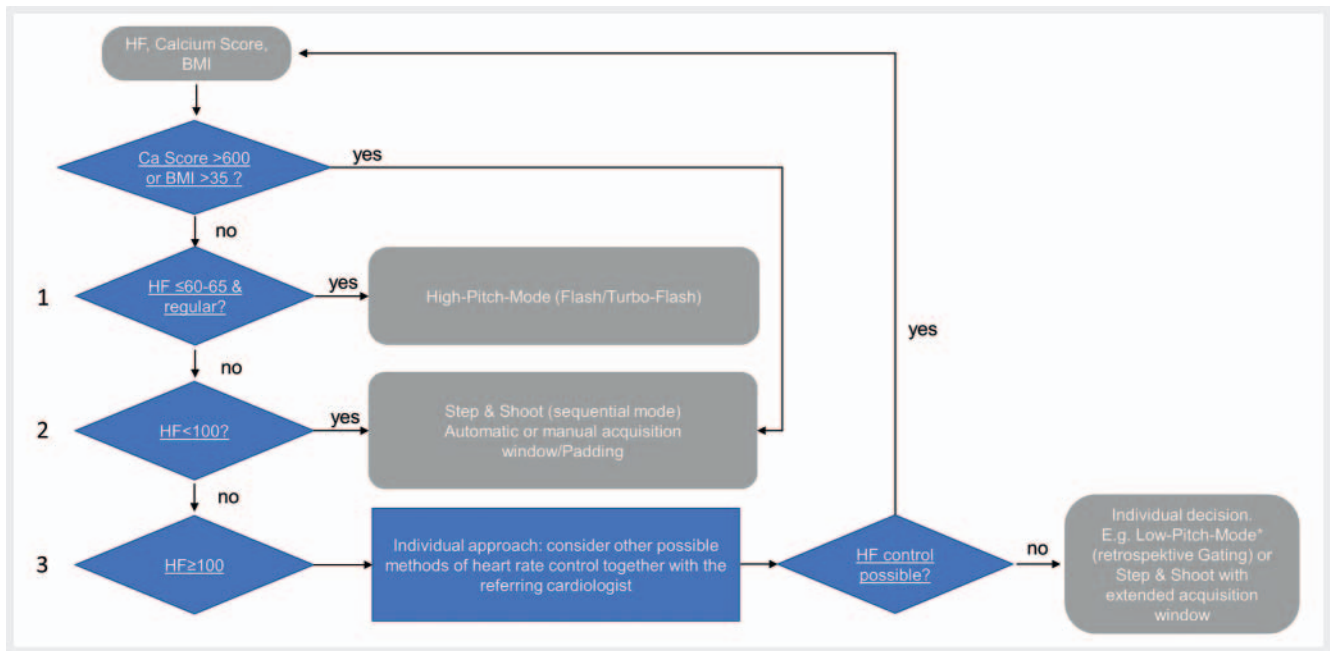 HF, Calcium Score,
BMI
Ca Score >600
or BMI >35 ?
yes
no
1
HF ≤60-65 &
regular?
yes
High-Pitch-Mode (Flash/Turbo-Flash)
no
yes
2
HF<100?
yes
Step & Shoot (sequential mode)
Automatic or manual acquisition
window/Padding
no
3
HF≥100
Individual approach: consider other possible
methods of heart rate control together with the
referring cardiologist
HF control
possible?
no
Individual decision.
E.g. Low-Pitch-Mode*
(retrospektive Gating) or
Step & Shoot with
extended acquisition
window